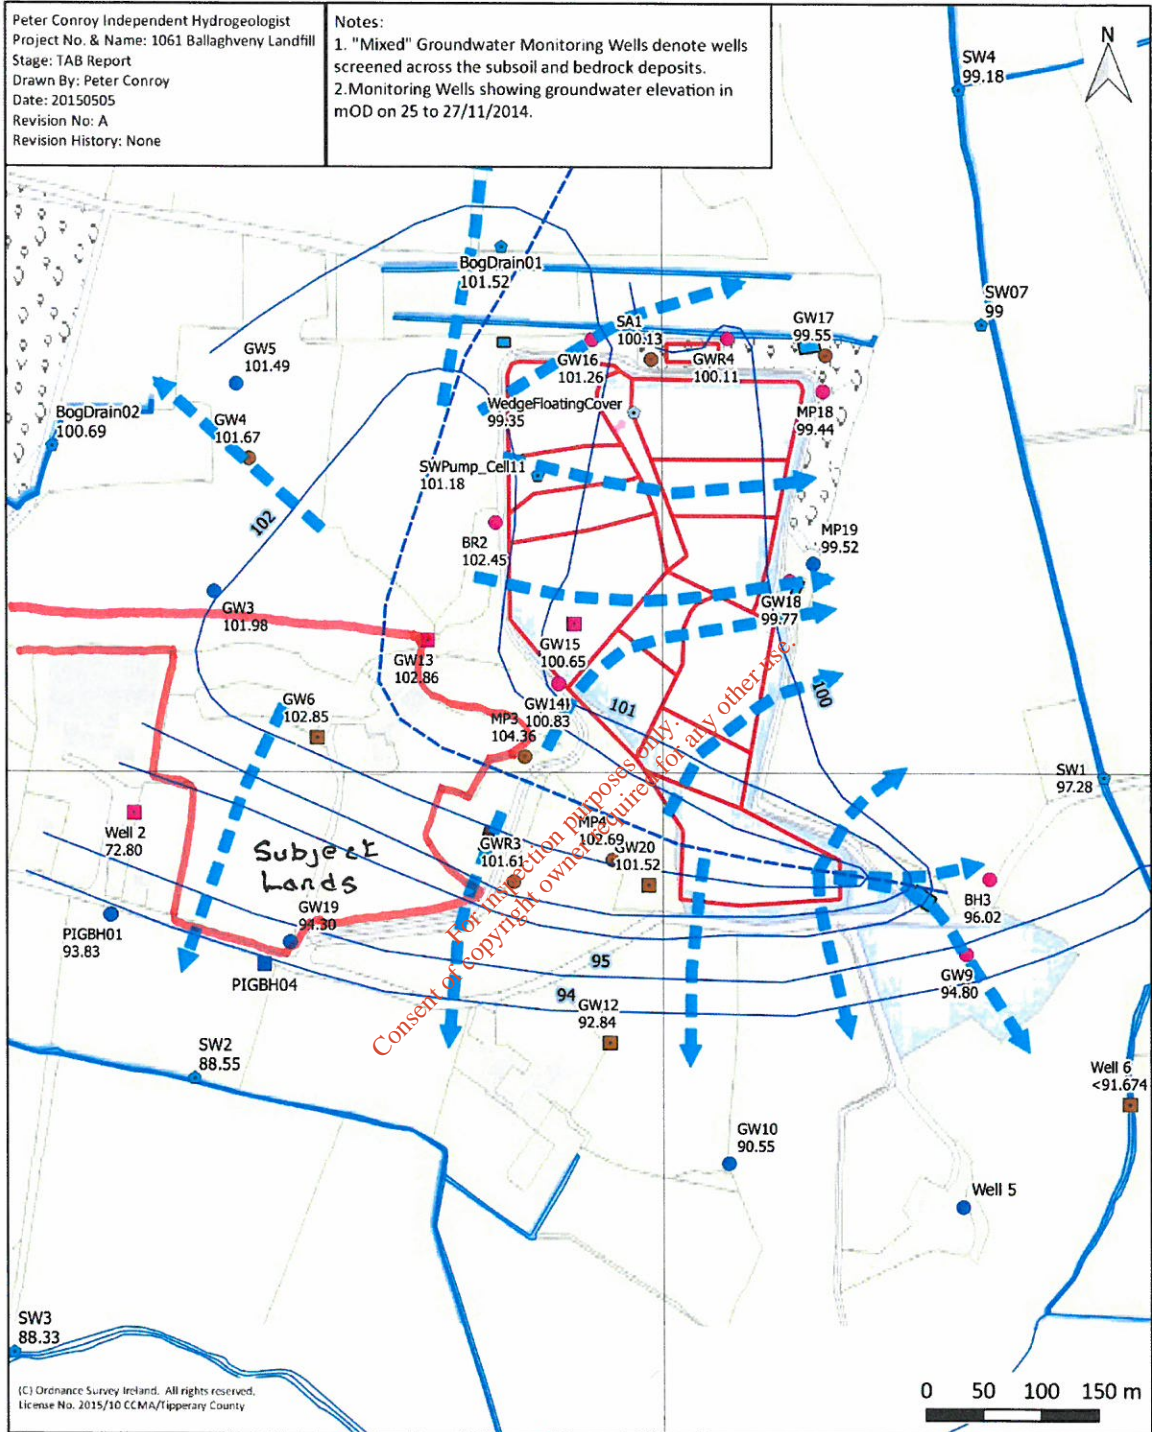 Peter Conroy Independent Hydrogeologist
Project No. & Name: 1061 Ballaghveny Landfill
Stage: TAB Report
Drawn By: Peter Conroy
Date: 20150505
Revision No: A
Revision History: None
Notes:
1. "Mixed" Groundwater Monitoring Wells denote wells
screened across the subsoil and bedrock deposits.
2.Monitoring Wells showing groundwater elevation in
mOD on 25 to 27/11/2014.
N
SW4
99.18
BogDrain01
101.52
SW07
99
SA1
100.13
GW17
99.55
GW5
101.49
GW16
101.26
GWR4
100.11
WedgeFloatingCover
99.35
MP18
99.44
BogDrain02
100.69
GW4
101.67
SWPump_Cell11
101.18
102
BR2
102.45
MP19
99.52
GW3
101.98
GW18
99.77
GW13
102.86
GW15
100.65
GW6
102.85
MP3
104.36
GW14
100.83
101
100
SW1
97.28
Well 2
72.80
Subject
Lands
GWR3
101.61
MP4
102.69
GW20
101.52
GW19
94.30
BH3
96.02
PIGBH01
93.83
PIGBH04
95
94
GW9
94.80
GW12
92.84
For inspection purposes only.
Consent of copyright owner required for any other use.
SW2
88.55
Well 6
<91.674
GW10
90.55
Well 5
SW3
88.33
(C) Ordnance Survey Ireland. All rights reserved.
License No. 2015/10 CCMA/Tipperary County
0 50 100 150 m